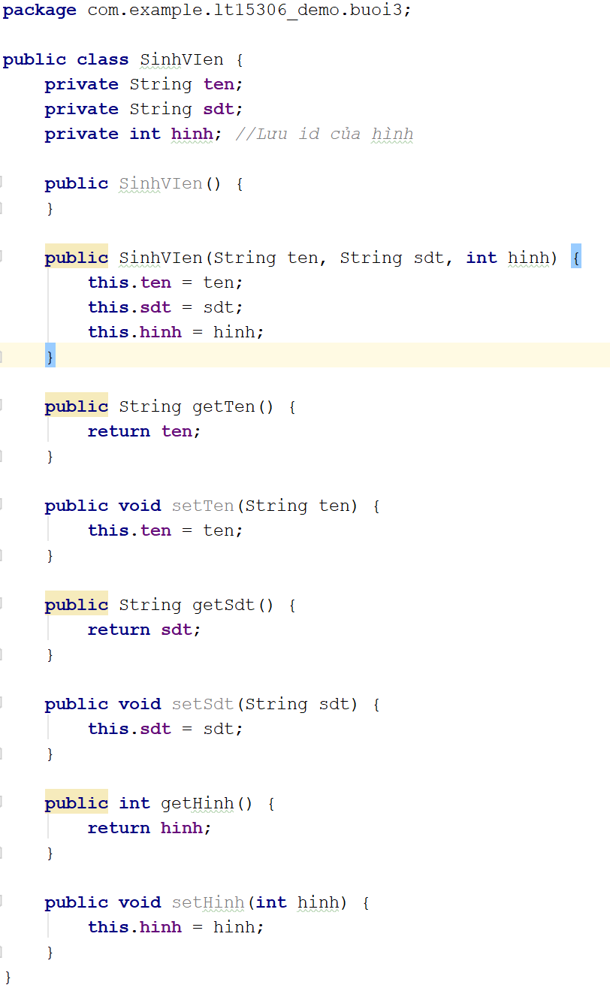 package com.example.lt15306_demo.buoi3;
public class SinhVIen {
    private String ten;
    private String sdt;
    private int hinh; //Lưu id của hình
    public SinhVIen() {
    }
    public SinhVIen(String ten, String sdt, int hinh) {
        this.ten = ten;
        this.sdt = sdt;
        this.hinh = hinh;
    }
    public String getTen() {
        return ten;
    }
    public void setTen(String ten) {
        this.ten = ten;
    }
    public String getSdt() {
        return sdt;
    }
    public void setSdt(String sdt) {
        this.sdt = sdt;
    }
    public int getHinh() {
        return hinh;
    }
    public void setHinh(int hinh) {
        this.hinh = hinh;
    }
}